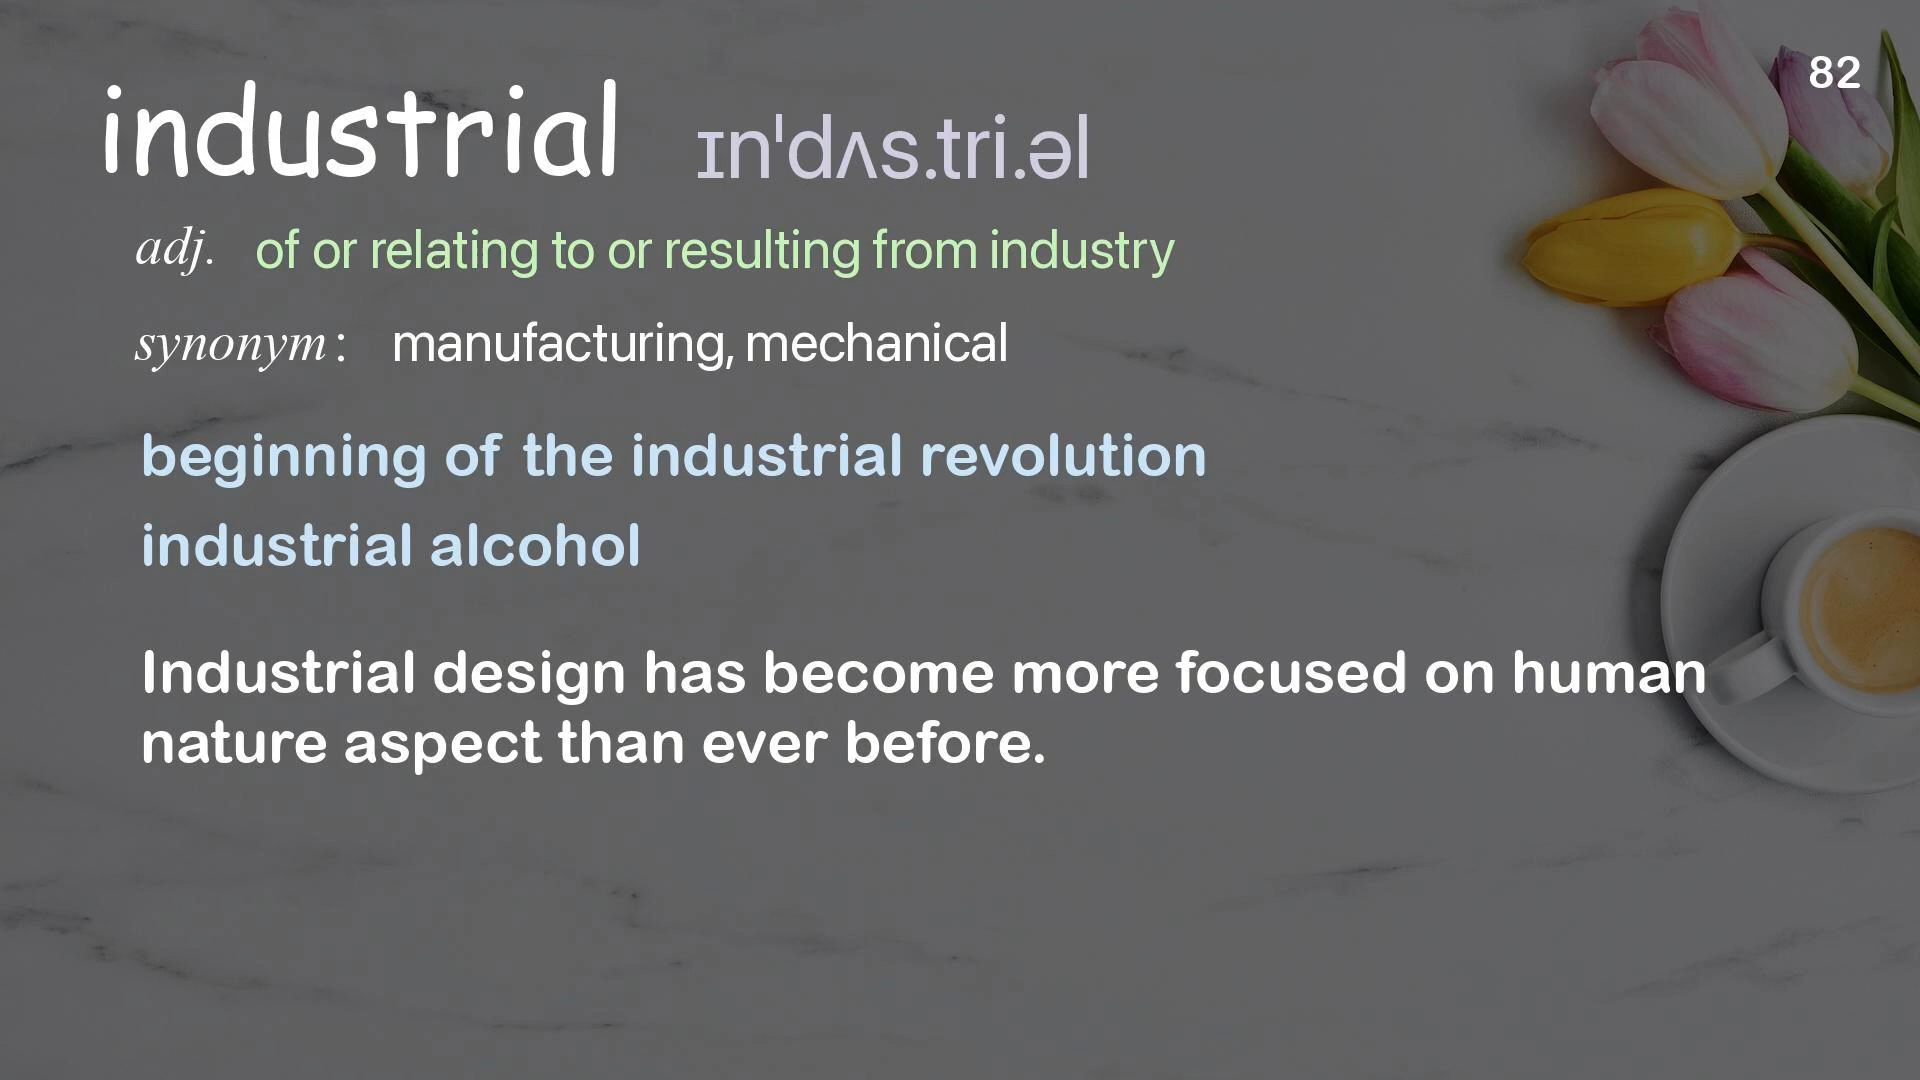 82
industrial ɪnˈdʌs.tri.əl
adj. of or relating to or resulting from industry
synonym: manufacturing, mechanical
beginning of the industrial revolution
industrial alcohol
Industrial design has become more focused on human
nature aspect than ever before.